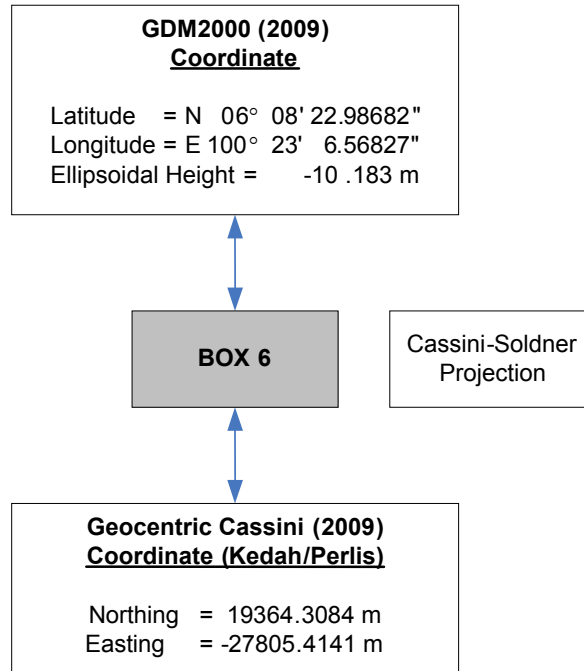 GDM2000 (2009)
Coordinate
Latitude = N 06° 08' 22.98682"
Longitude = E 100° 23' 6.56827"
Ellipsoidal Height = -10 .183 m
BOX 6
Cassini-Soldner
Projection
Geocentric Cassini (2009)
Coordinate (Kedah/Perlis)
Northing = 19364.3084 m
Easting = -27805.4141 m